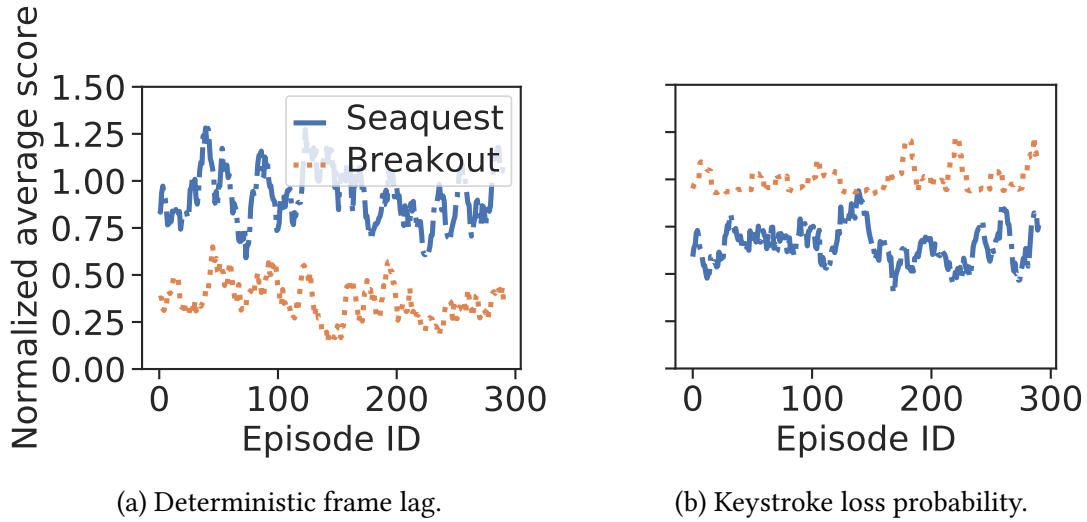 Normalized average score
1.50
1.25
1.00
0.75
0.50
0.25
0.00
Seaquest
Breakout
0 100 200 300
Episode ID
(a) Deterministic frame lag.
0 100 200 300
Episode ID
(b) Keystroke loss probability.